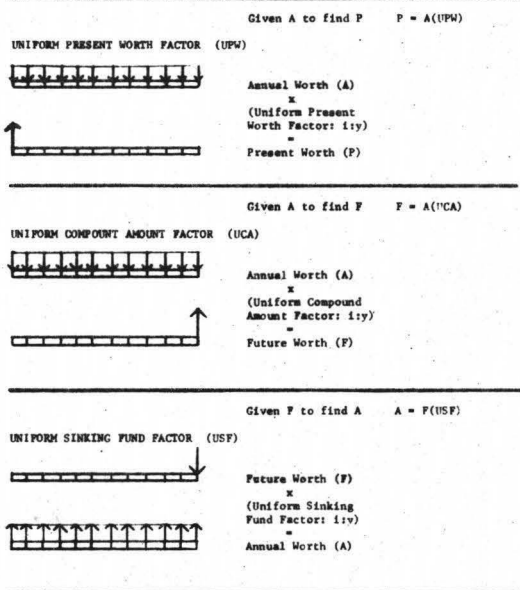 Given A to find P P = A(UPW)
UNIFORM PRESENT WORTH FACTOR (UPW)
Annual Worth (A)
x
(Uniform Present
Worth Factor: i:y)
=
Present Worth (P)
Given A to find F F = A(UCA)
UNIFORM COMPOUNT AMOUNT FACTOR (UCA)
Annual Worth (A)
x
(Uniform Compound
Amount Factor: i:y)
=
Future Worth (F)
Given F to find A A = F(USF)
UNIFORM SINKING FUND FACTOR (USF)
Future Worth (F)
x
(Uniform Sinking
Fund Factor: i:y)
=
Annual Worth (A)